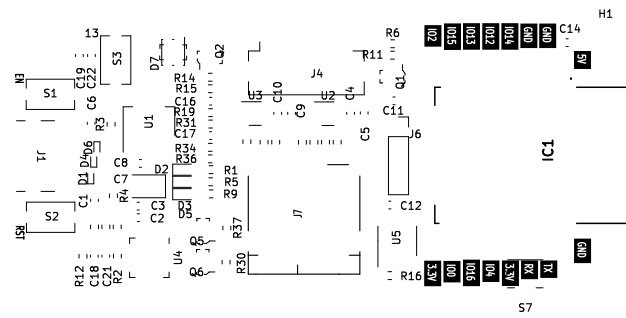 H1
IO2 IO15 IO13 IO12 IO14 GND GND
C14
13
S3
D7
Q2
R6
R11
5V
EN
C19
C22
S1
C6
R14
R15
C16
R19
R31
C17
R34
R36
U3
C10
C9
J4
U2
C4
Q1
C11
C5
J6
U1
R3
J1
D6
D4
D1
C8
C7
D2
R1
R5
R9
IC1
C1
R4
C3
C2
D3
D5
S2
RST
J7
C12
U5
R37
Q5
Q6
U4
R30
R16
GND
R12
C18
C21
R2
3.3V IO0 IO16 IO4 3.3V RX TX
S7